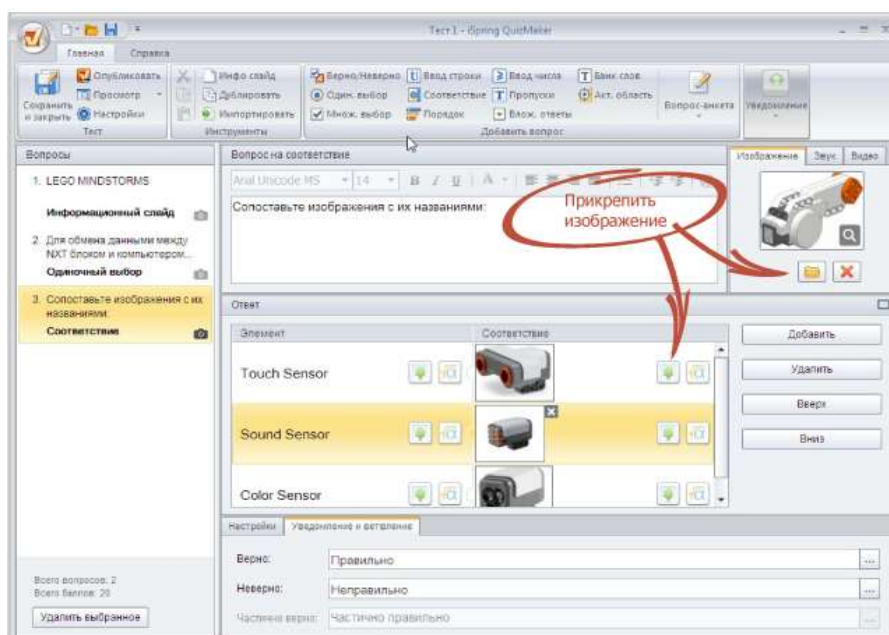 Тест1 - iSpring QuizMaker
Главная Справка
Сохранить и закрыть
Опубликовать
Просмотр
Настройки
Тест
Инфо слайд
Дублировать
Импортировать
Инструменты
Верно/Неверно
Один. выбор
Множ. выбор
Ввод строки
Соответствие
Порядок
Ввод числа
Пропуски
Влож. ответы
Банк слов
Акт. область
Добавить вопрос
Вопрос-анкета
Уведомление
Вопросы
1. LEGO MINDSTORMS
Информационный слайд
2. Для обмена данными между
NXT блоком и компьютером...
Одиночный выбор
3. Сопоставьте изображения с их
названиями:
Соответствие
Всего вопросов: 2
Всего баллов: 20
Удалить выбранное
Вопрос на соответствие
Arial Unicode MS 14 B I U A
Сопоставьте изображения с их названиями:
Прикрепить
изображение
Изображение Звук Видео
Ответ
Элемент Соответствие
Touch Sensor
Sound Sensor
Color Sensor
Добавить
Удалить
Вверх
Вниз
Настройки Уведомление и ветвление
Верно: Правильно ...
Неверно: Неправильно ...
Частично верно: Частично правильно ...